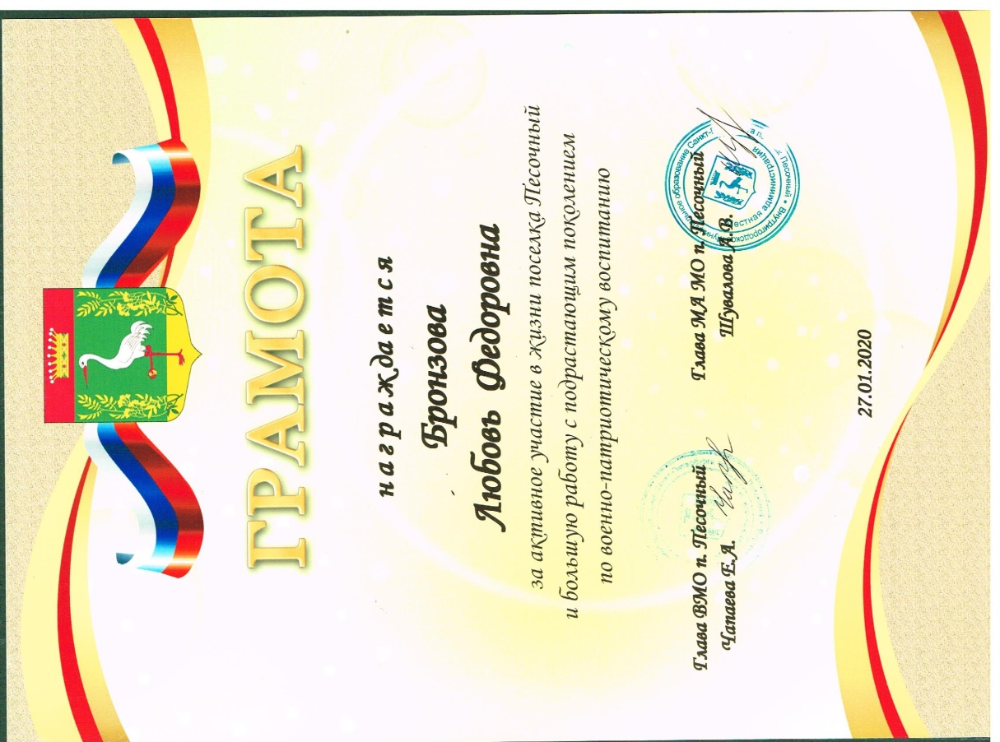 ГРАМОТА
награждается
Бронзова
Любовь Федоровна
за активное участие в жизни поселка Песочный
и большую работу с подрастающим поколением
по военно-патриотическому воспитанию
Глава ВМО п. Песочный
Чапаева Е.А.
Глава МА МО п. Песочный
Шувалова А.В.
27.01.2020